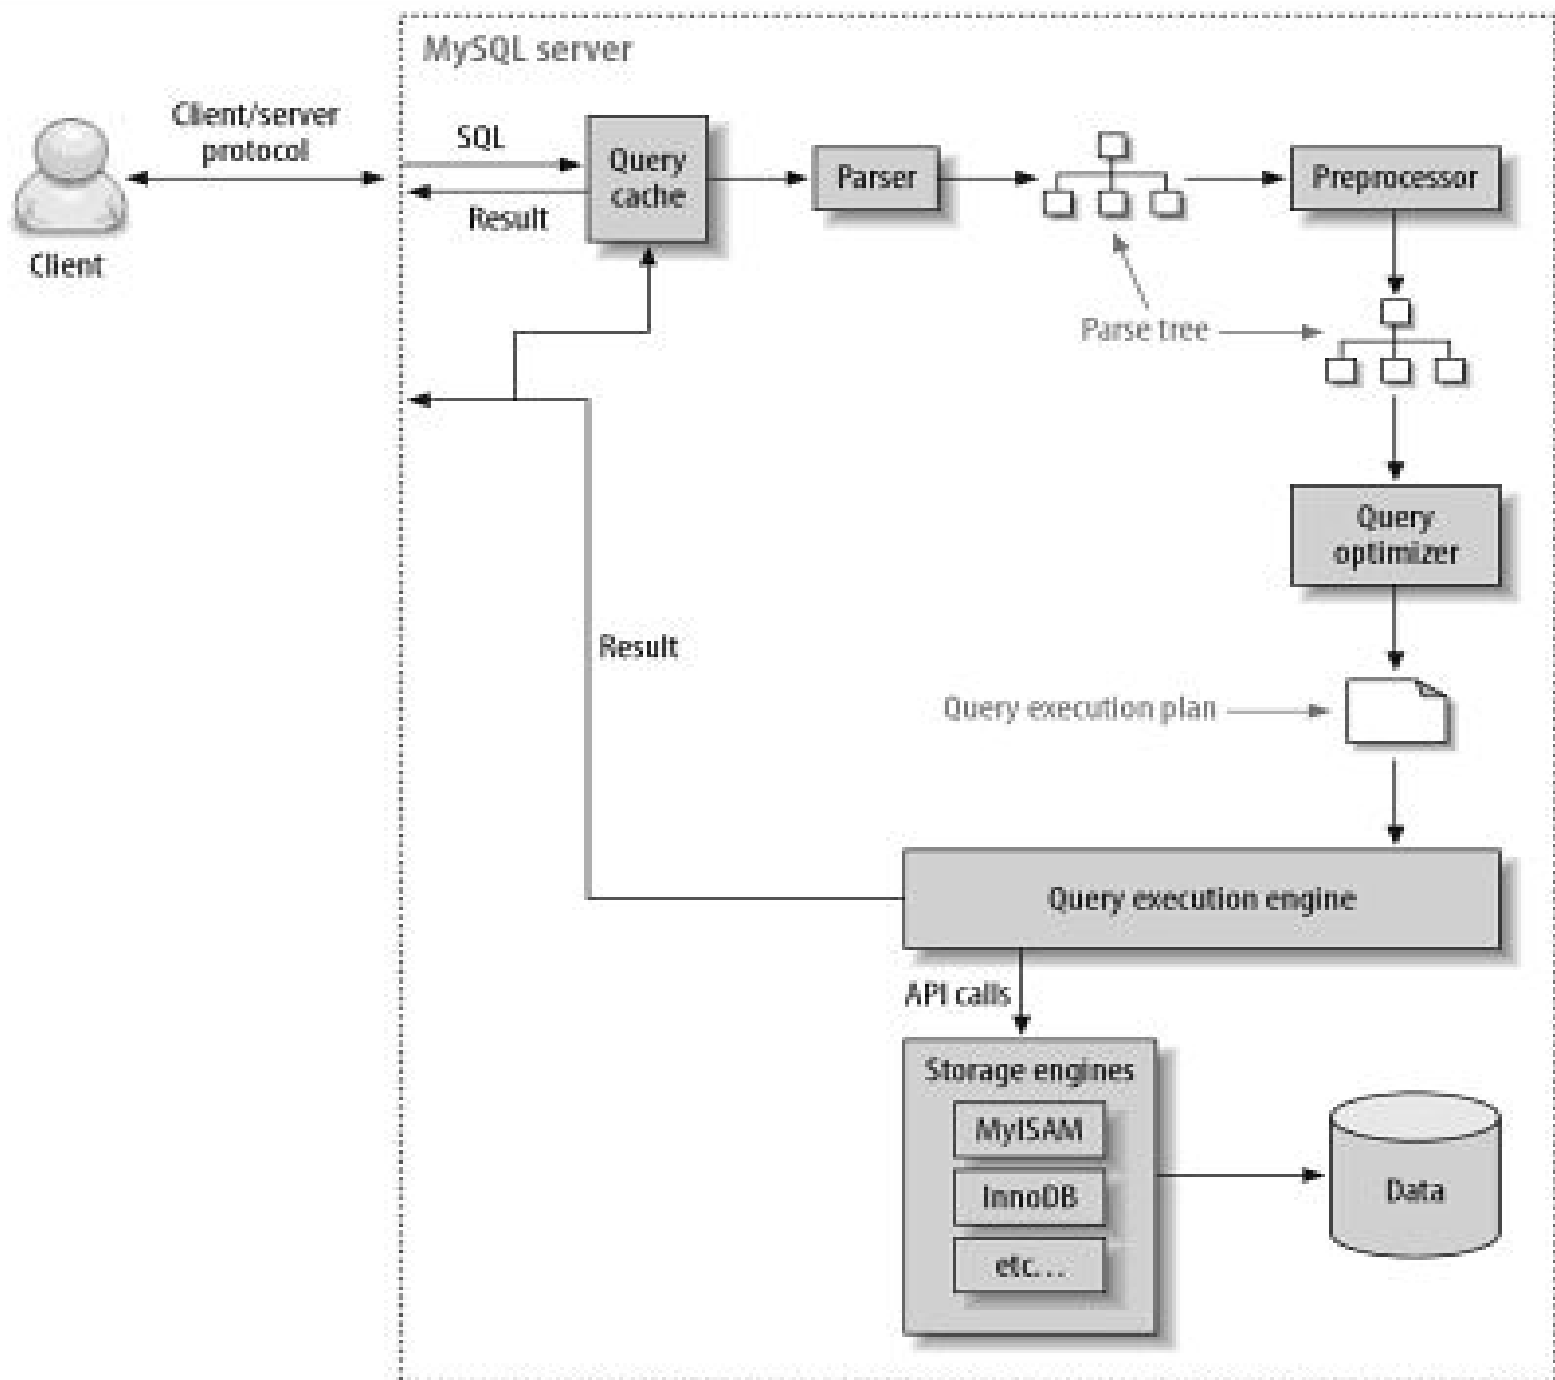 MySQL server
Client/server
protocol
SQL
Result
Client
Query
cache
Parser
Preprocessor
Parse tree
Query
optimizer
Result
Query execution plan
Query execution engine
API calls
Storage engines
MyISAM
InnoDB
etc...
Data